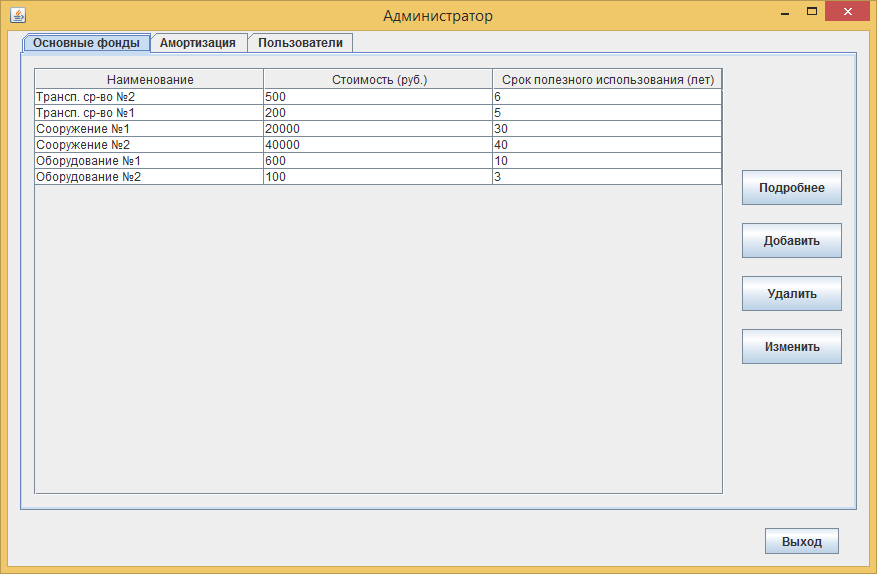 Администратор
Основные фонды Амортизация Пользователи
Наименование Стоимость (руб.) Срок полезного использования (лет)
Трансп. ср-во №2 500 6
Трансп. ср-во №1 200 5
Сооружение №1 20000 30
Сооружение №2 40000 40
Оборудование №1 600 10
Оборудование №2 100 3
Подробнее
Добавить
Удалить
Изменить
Выход